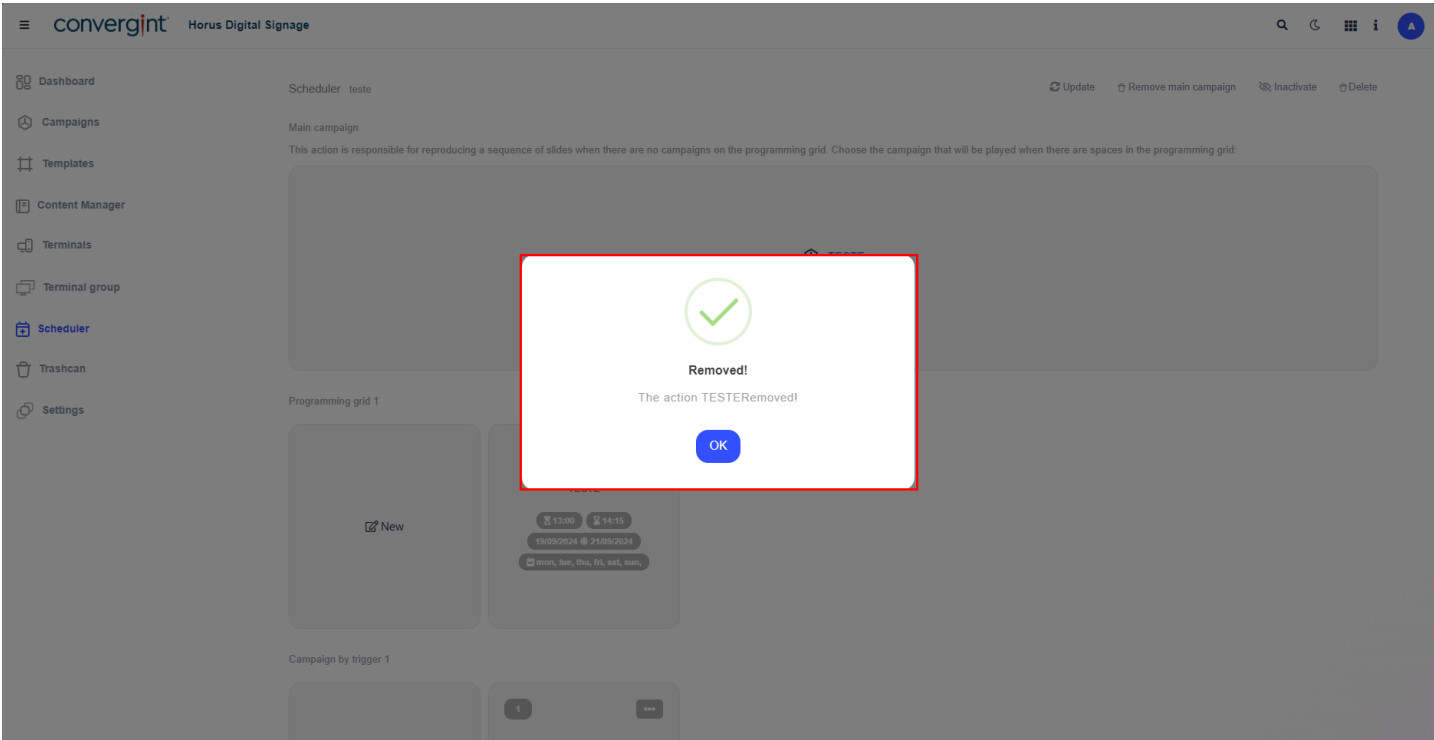 convergint Horus Digital Signage
A
Dashboard
Campaigns
Templates
Content Manager
Terminals
Terminal group
Scheduler
Trashcan
Settings
Scheduler teste
Update Remove main campaign Inactivate Delete
Main campaign
This action is responsible for reproducing a sequence of slides when there are no campaigns on the programming grid. Choose the campaign that will be played when there are spaces in the programming grid:
Removed!
The action TESTERemoved!
OK
Programming grid 1
New
13:00 14:15
19/09/2024 21/09/2024
mon, tue, thu, fri, sat, sun,
Campaign by trigger 1
1